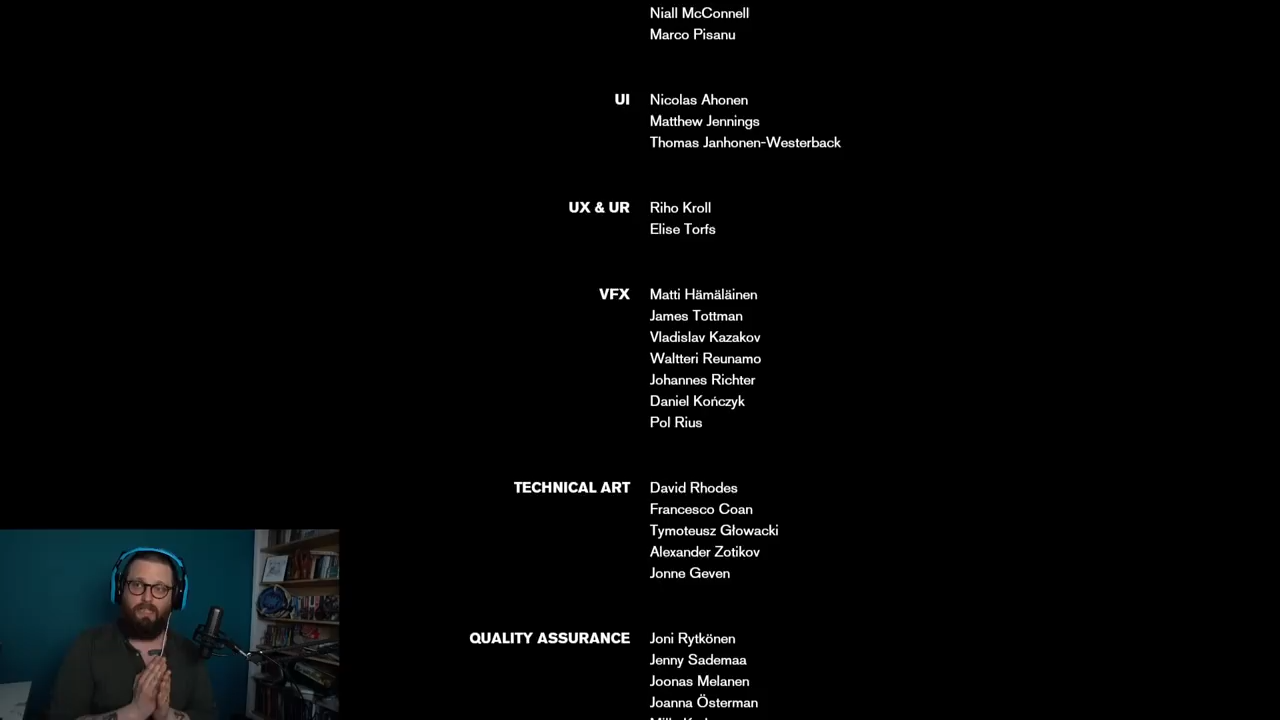 Niall McConnell
Marco Pisanu
UI Nicolas Ahonen
Matthew Jennings
Thomas Janhonen-Westerback
UX & UR Riho Kroll
Elise Torfs
VFX Matti Hämäläinen
James Tottman
Vladislav Kazakov
Waltteri Reunamo
Johannes Richter
Daniel Kończyk
Pol Rius
TECHNICAL ART David Rhodes
Francesco Coan
Tymoteusz Głowacki
Alexander Zotikov
Jonne Geven
QUALITY ASSURANCE Joni Rytkönen
Jenny Sademaa
Joonas Melanen
Joanna Österman